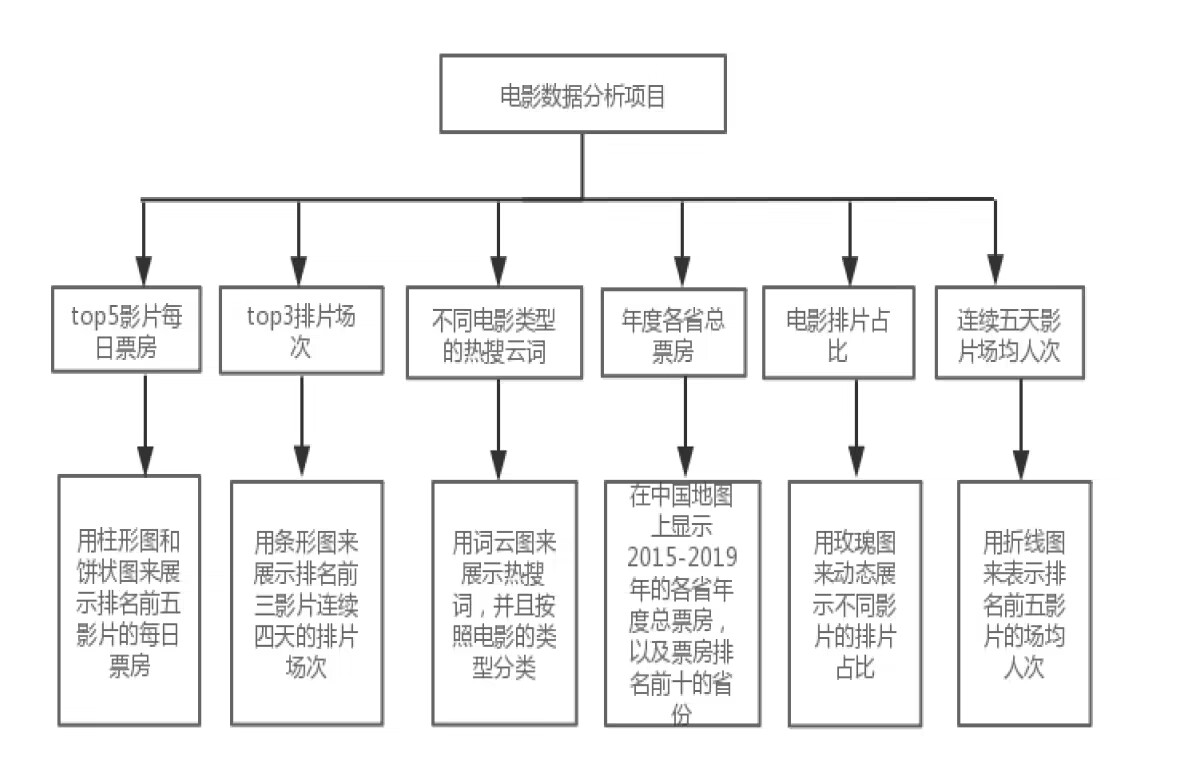 电影数据分析项目
top5影片每
日票房
top3排片场
次
不同电影类型
的热搜云词
年度各省总
票房
电影排片占
比
连续五天影
片场均人次
用柱形图和
饼状图来展
示排名前五
影片的每日
票房
用条形图来
展示排名前
三影片连续
四天的排片
场次
用词云图来
展示热搜
词，并且按
照电影的类
型分类
在中国地图
上显示
2015-2019
年的各省年
度总票房，
以及票房排
名前十的省
份
用玫瑰图
来动态展
示不同影
片的排片
占比
用折线图
来表示排
名前五影
片的场均
人次